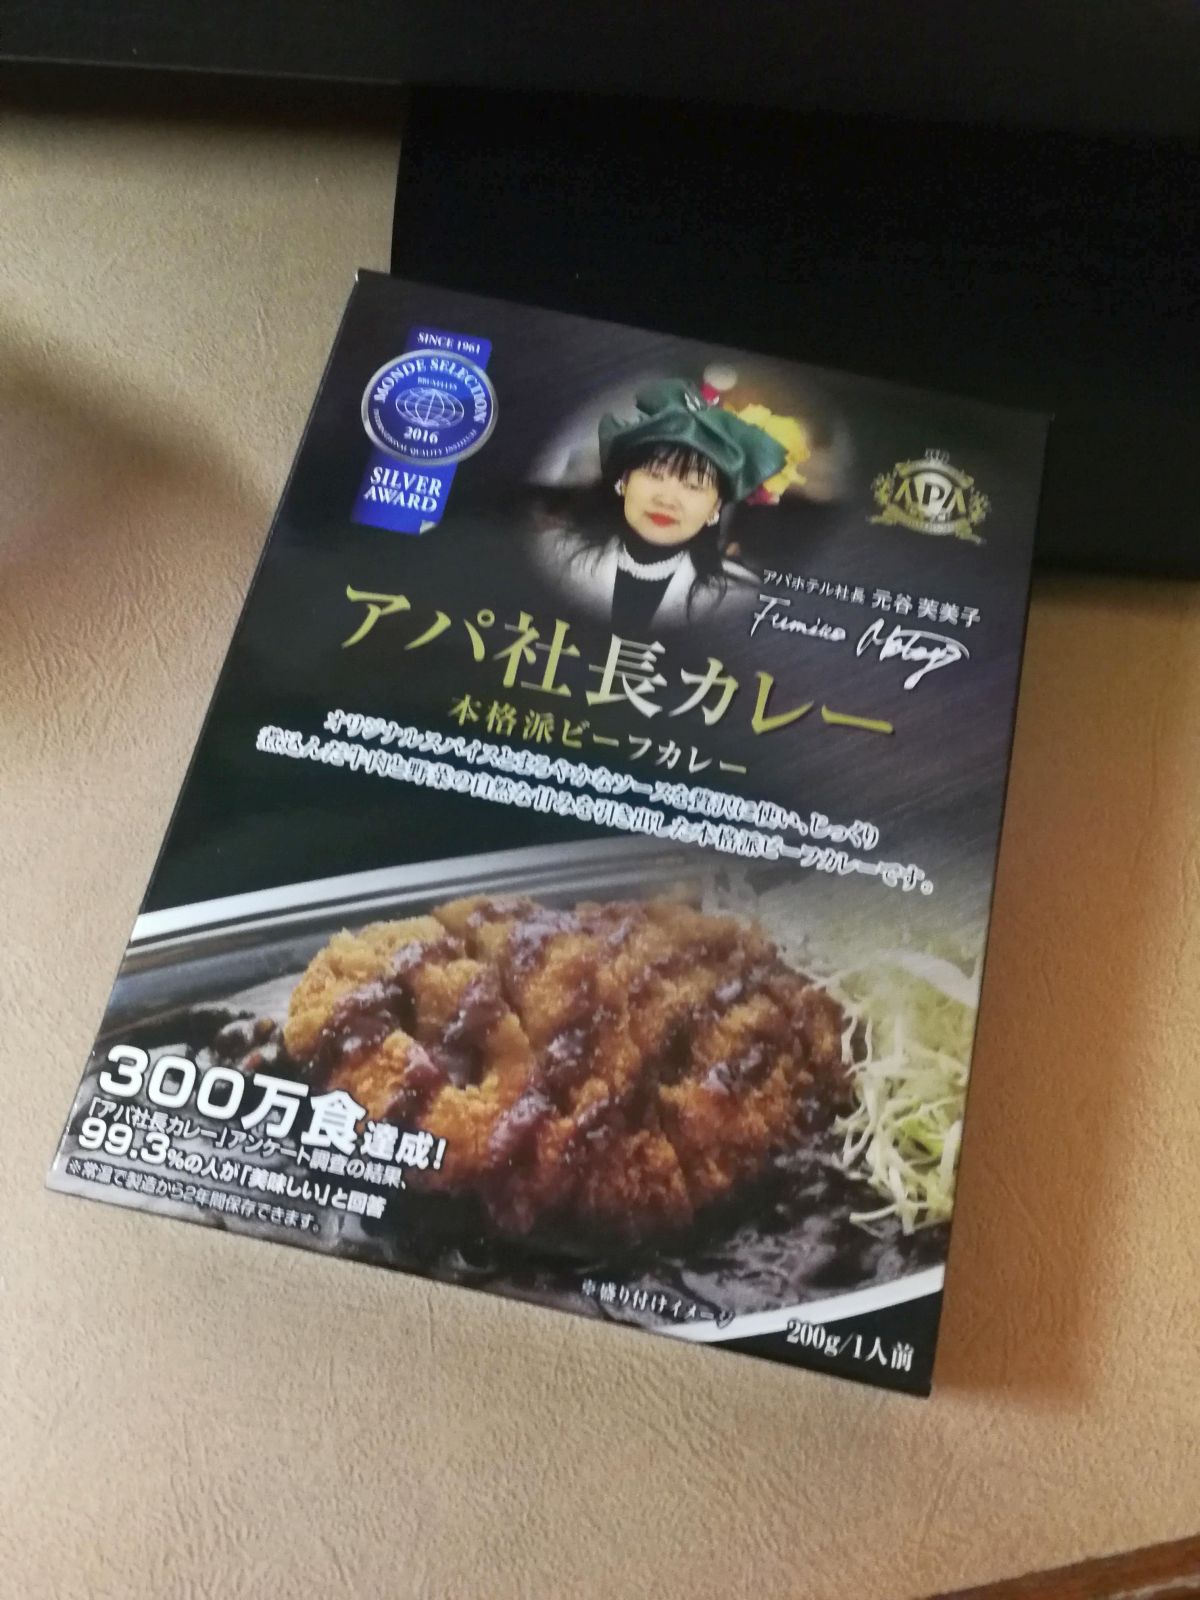 SINCE 1961
MONDE SELECTION
BRUXELLES
2016
INTERNATIONAL QUALITY INSTITUTE
SILVER
AWARD
APA
アパホテル社長 元谷 芙美子
Fumiko Motoya
アパ社長カレー
本格派ビーフカレー
オリジナルスパイスとまろやかなソースを贅沢に使い、じっくり
煮込んだ牛肉と野菜の自然な甘みを引き出した本格派ビーフカレーです。
300万食達成!
「アパ社長カレー」アンケート調査の結果、
99.3%の人が「美味しい」と回答
※常温で製造から2年間保存できます。
※盛り付けイメージ
200g/1人前